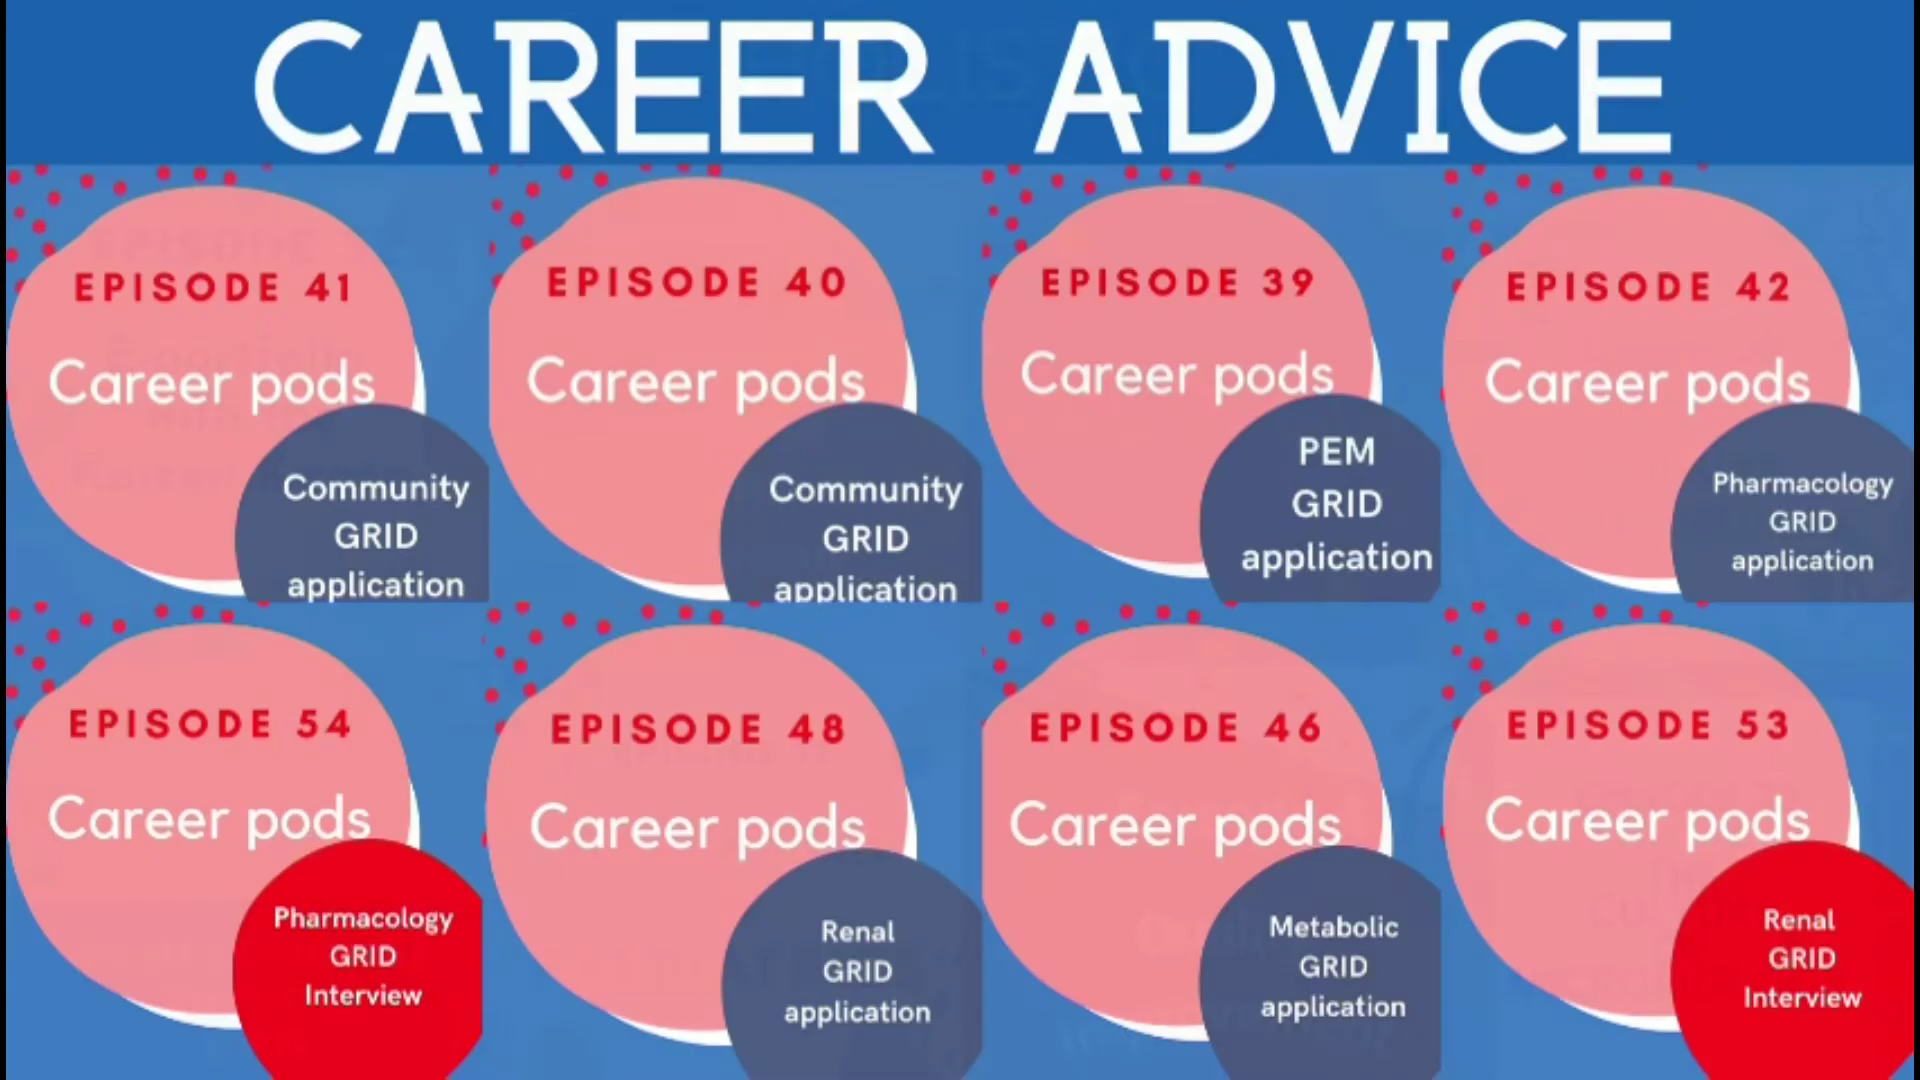 CAREER ADVICE
EPISODE 41
Career pods
Community
GRID
application
EPISODE 40
Career pods
Community
GRID
application
EPISODE 39
Career pods
PEM
GRID
application
EPISODE 42
Career pods
Pharmacology
GRID
application
EPISODE 54
Career pods
Pharmacology
GRID
Interview
EPISODE 48
Career pods
Renal
GRID
application
EPISODE 46
Career pods
Metabolic
GRID
application
EPISODE 53
Career pods
Renal
GRID
Interview